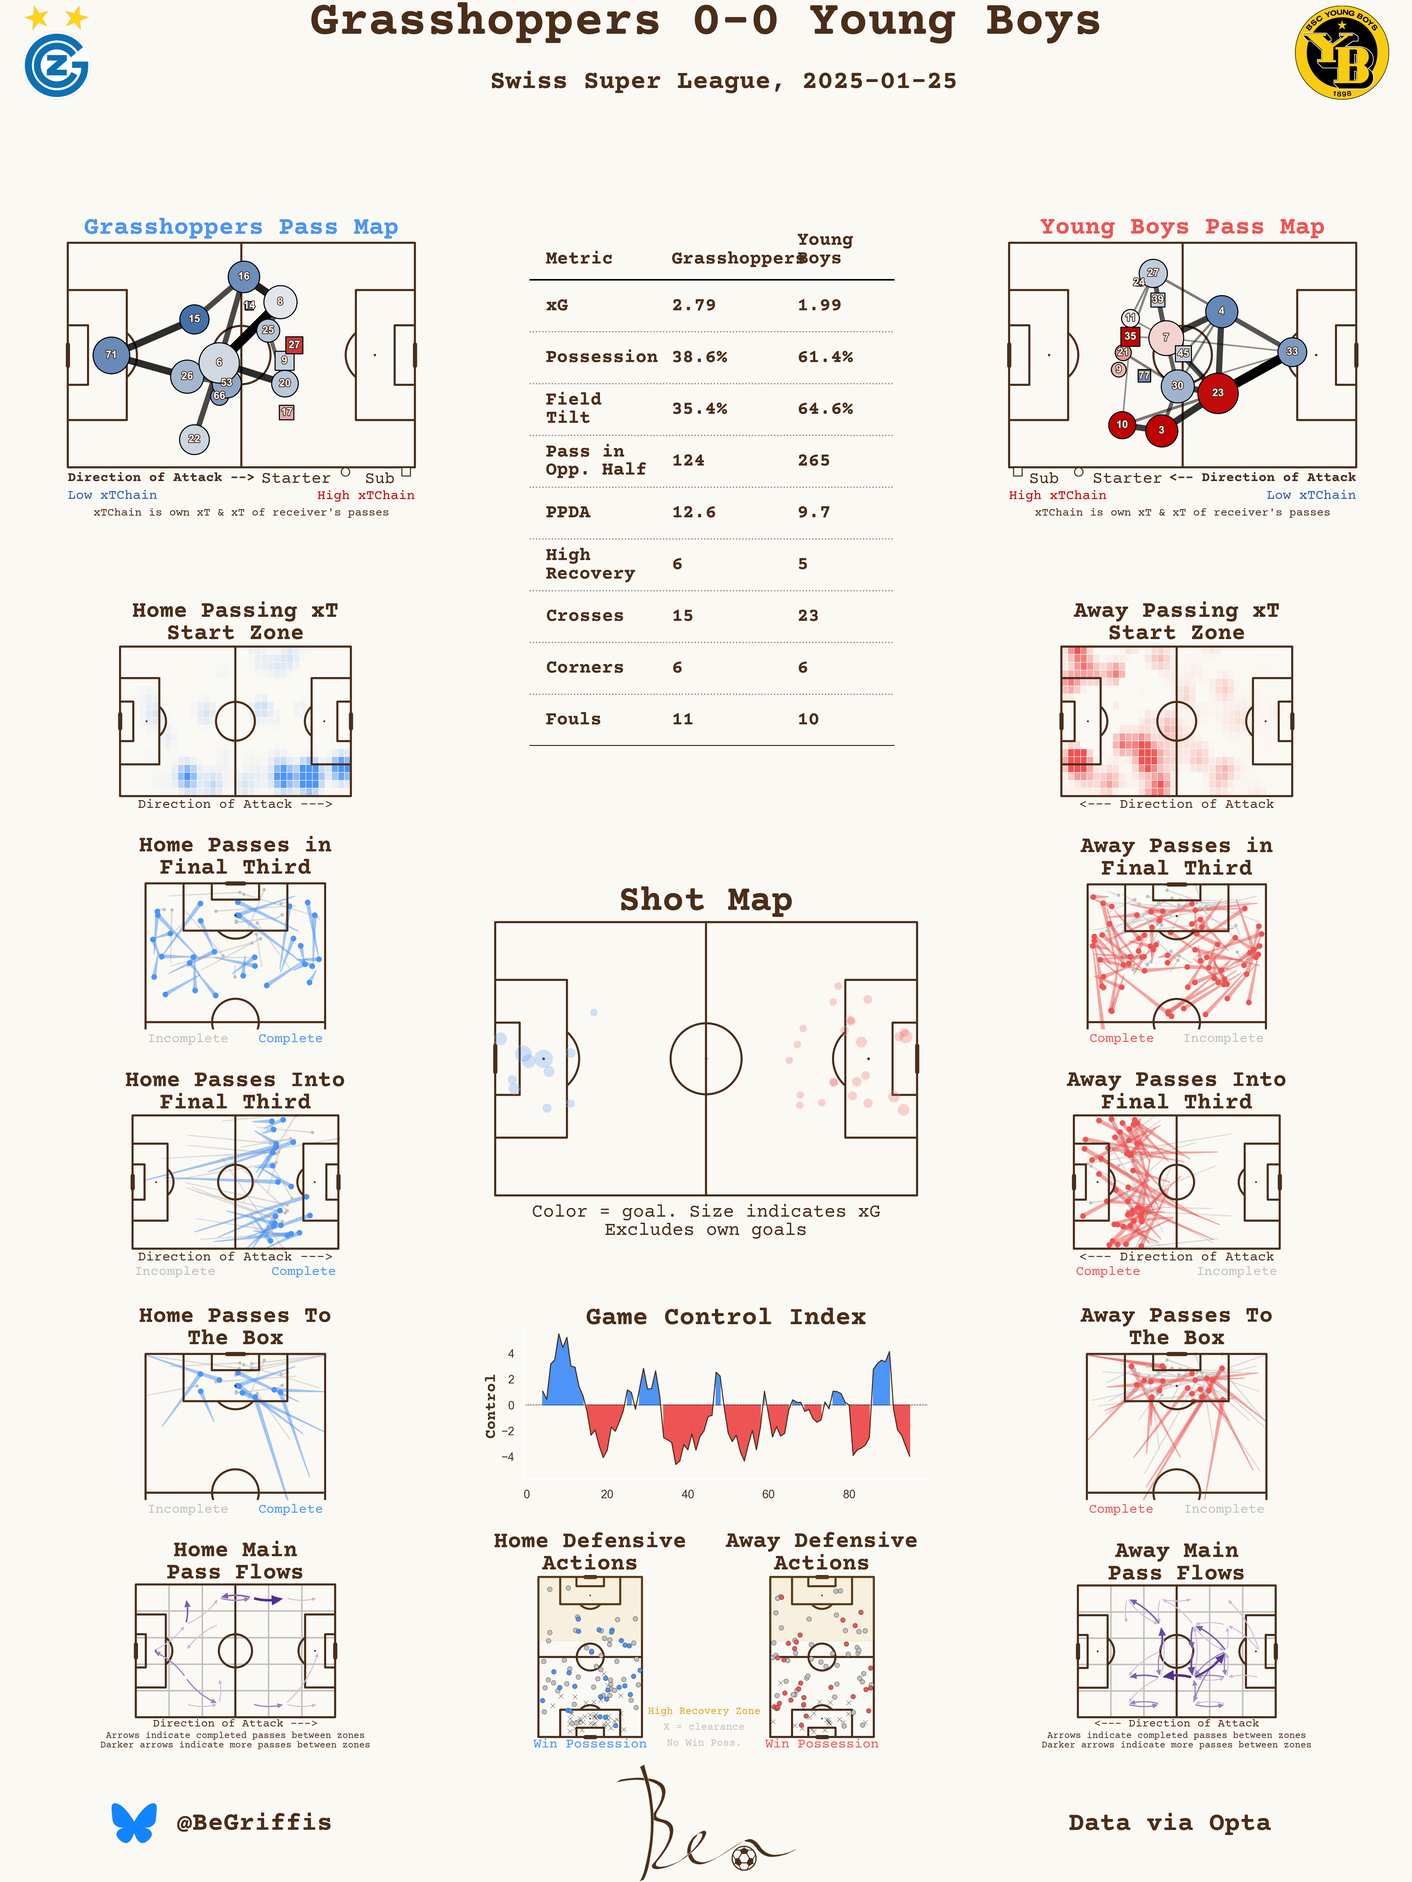 Grasshoppers 0-0 Young Boys
Swiss Super League, 2025-01-25
BSC YOUNG BOYS
YB
1898
GCZ
Grasshoppers Pass Map
16
14
8
15
25
27
71
6
9
26
53
20
66
17
22
Direction of Attack --> Starter Sub
Low xTChain High xTChain
xTChain is own xT & xT of receiver's passes
Metric Grasshoppers Young Boys
xG 2.79 1.99
Possession 38.6% 61.4%
Field Tilt 35.4% 64.6%
Pass in Opp. Half 124 265
PPDA 12.6 9.7
High Recovery 6 5
Crosses 15 23
Corners 6 6
Fouls 11 10
Young Boys Pass Map
27
24
39
11
4
35
7
21
45
33
9
77
30
23
10
3
Sub Starter <-- Direction of Attack
High xTChain Low xTChain
xTChain is own xT & xT of receiver's passes
Home Passing xT
Start Zone
Direction of Attack --->
Away Passing xT
Start Zone
<--- Direction of Attack
Home Passes in
Final Third
Incomplete Complete
Away Passes in
Final Third
Complete Incomplete
Shot Map
Color = goal. Size indicates xG
Excludes own goals
Home Passes Into
Final Third
Direction of Attack --->
Incomplete Complete
Away Passes Into
Final Third
<--- Direction of Attack
Complete Incomplete
Home Passes To
The Box
Incomplete Complete
Game Control Index
Control
4
2
0
−2
−4
0 20 40 60 80
Away Passes To
The Box
Complete Incomplete
Home Main
Pass Flows
Direction of Attack --->
Arrows indicate completed passes between zones
Darker arrows indicate more passes between zones
Home Defensive
Actions
Win Possession
High Recovery Zone
X = clearance
No Win Poss.
Away Defensive
Actions
Win Possession
Away Main
Pass Flows
<--- Direction of Attack
Arrows indicate completed passes between zones
Darker arrows indicate more passes between zones
@BeGriffis
Ben
Data via Opta